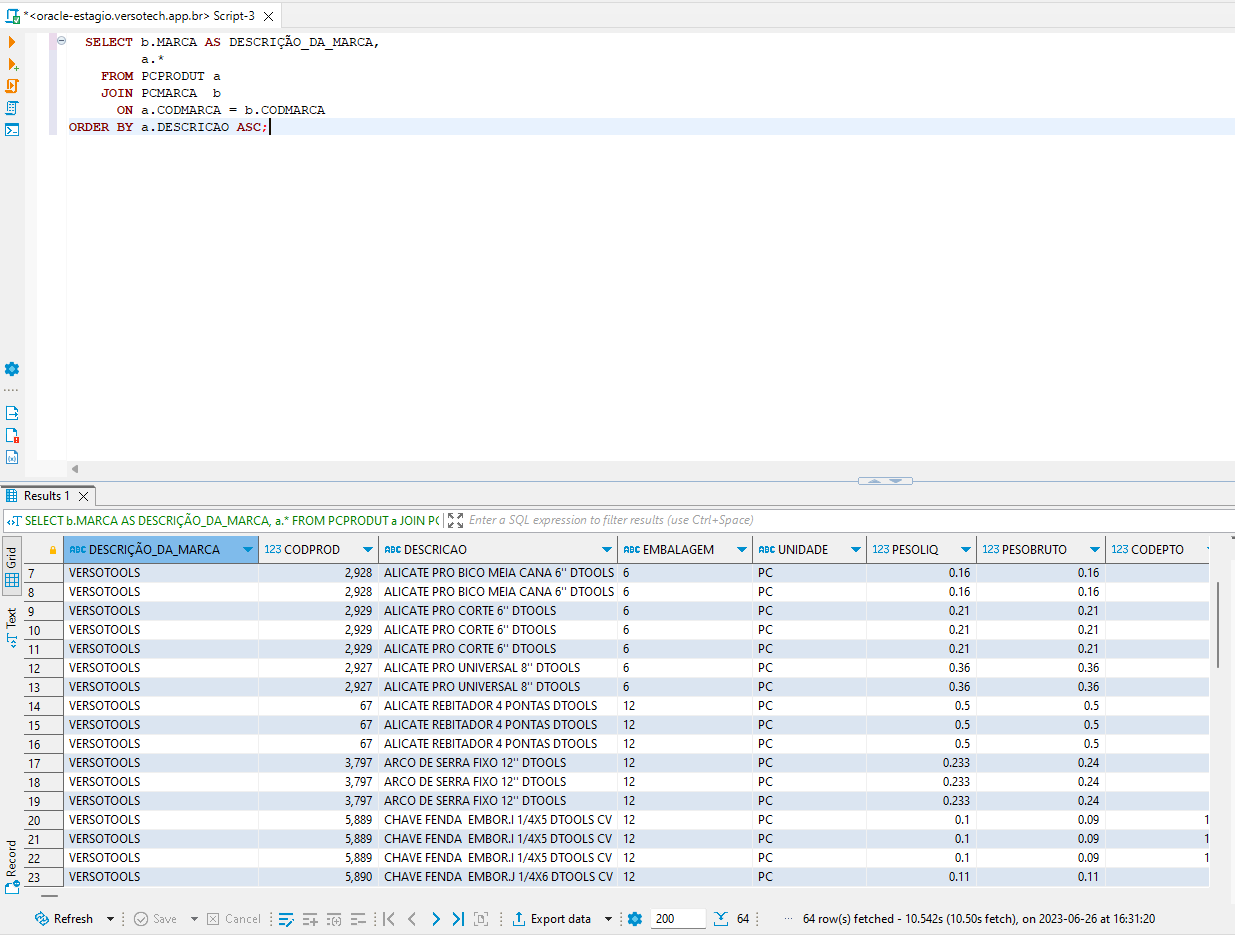 *<oracle-estagio.versotech.app.br> Script-3
SELECT b.MARCA AS DESCRIÇÃO_DA_MARCA,
a.*
FROM PCPRODUT a
JOIN PCMARCA b
ON a.CODMARCA = b.CODMARCA
ORDER BY a.DESCRICAO ASC;
Results 1
SELECT b.MARCA AS DESCRIÇÃO_DA_MARCA, a.* FROM PCPRODUT a JOIN PC Enter a SQL expression to filter results (use Ctrl+Space)
Grid
Text
Record
ABC DESCRIÇÃO_DA_MARCA 123 CODPROD ABC DESCRICAO ABC EMBALAGEM ABC UNIDADE 123 PESOLIQ 123 PESOBRUTO 123 CODEPTO
7 VERSOTOOLS 2,928 ALICATE PRO BICO MEIA CANA 6'' DTOOLS 6 PC 0.16 0.16
8 VERSOTOOLS 2,928 ALICATE PRO BICO MEIA CANA 6'' DTOOLS 6 PC 0.16 0.16
9 VERSOTOOLS 2,929 ALICATE PRO CORTE 6'' DTOOLS 6 PC 0.21 0.21
10 VERSOTOOLS 2,929 ALICATE PRO CORTE 6'' DTOOLS 6 PC 0.21 0.21
11 VERSOTOOLS 2,929 ALICATE PRO CORTE 6'' DTOOLS 6 PC 0.21 0.21
12 VERSOTOOLS 2,927 ALICATE PRO UNIVERSAL 8'' DTOOLS 6 PC 0.36 0.36
13 VERSOTOOLS 2,927 ALICATE PRO UNIVERSAL 8'' DTOOLS 6 PC 0.36 0.36
14 VERSOTOOLS 67 ALICATE REBITADOR 4 PONTAS DTOOLS 12 PC 0.5 0.5
15 VERSOTOOLS 67 ALICATE REBITADOR 4 PONTAS DTOOLS 12 PC 0.5 0.5
16 VERSOTOOLS 67 ALICATE REBITADOR 4 PONTAS DTOOLS 12 PC 0.5 0.5
17 VERSOTOOLS 3,797 ARCO DE SERRA FIXO 12'' DTOOLS 12 PC 0.233 0.24
18 VERSOTOOLS 3,797 ARCO DE SERRA FIXO 12'' DTOOLS 12 PC 0.233 0.24
19 VERSOTOOLS 3,797 ARCO DE SERRA FIXO 12'' DTOOLS 12 PC 0.233 0.24
20 VERSOTOOLS 5,889 CHAVE FENDA EMBOR.I 1/4X5 DTOOLS CV 12 PC 0.1 0.09 1
21 VERSOTOOLS 5,889 CHAVE FENDA EMBOR.I 1/4X5 DTOOLS CV 12 PC 0.1 0.09 1
22 VERSOTOOLS 5,889 CHAVE FENDA EMBOR.I 1/4X5 DTOOLS CV 12 PC 0.1 0.09 1
23 VERSOTOOLS 5,890 CHAVE FENDA EMBOR.J 1/4X6 DTOOLS CV 12 PC 0.11 0.11
Refresh Save Cancel Export data 200 64 ... 64 row(s) fetched - 10.542s (10.50s fetch), on 2023-06-26 at 16:31:20